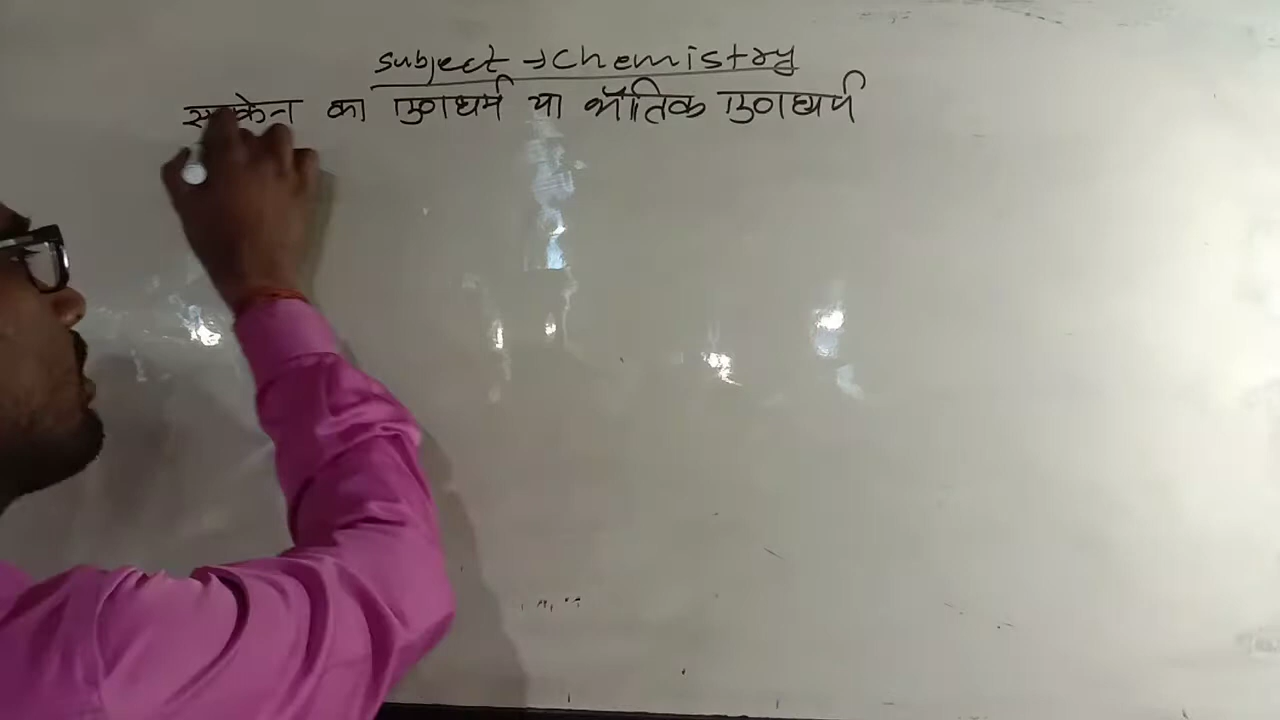 Subject → Chemistry
का गुणधर्म या भौतिक गुणधर्म